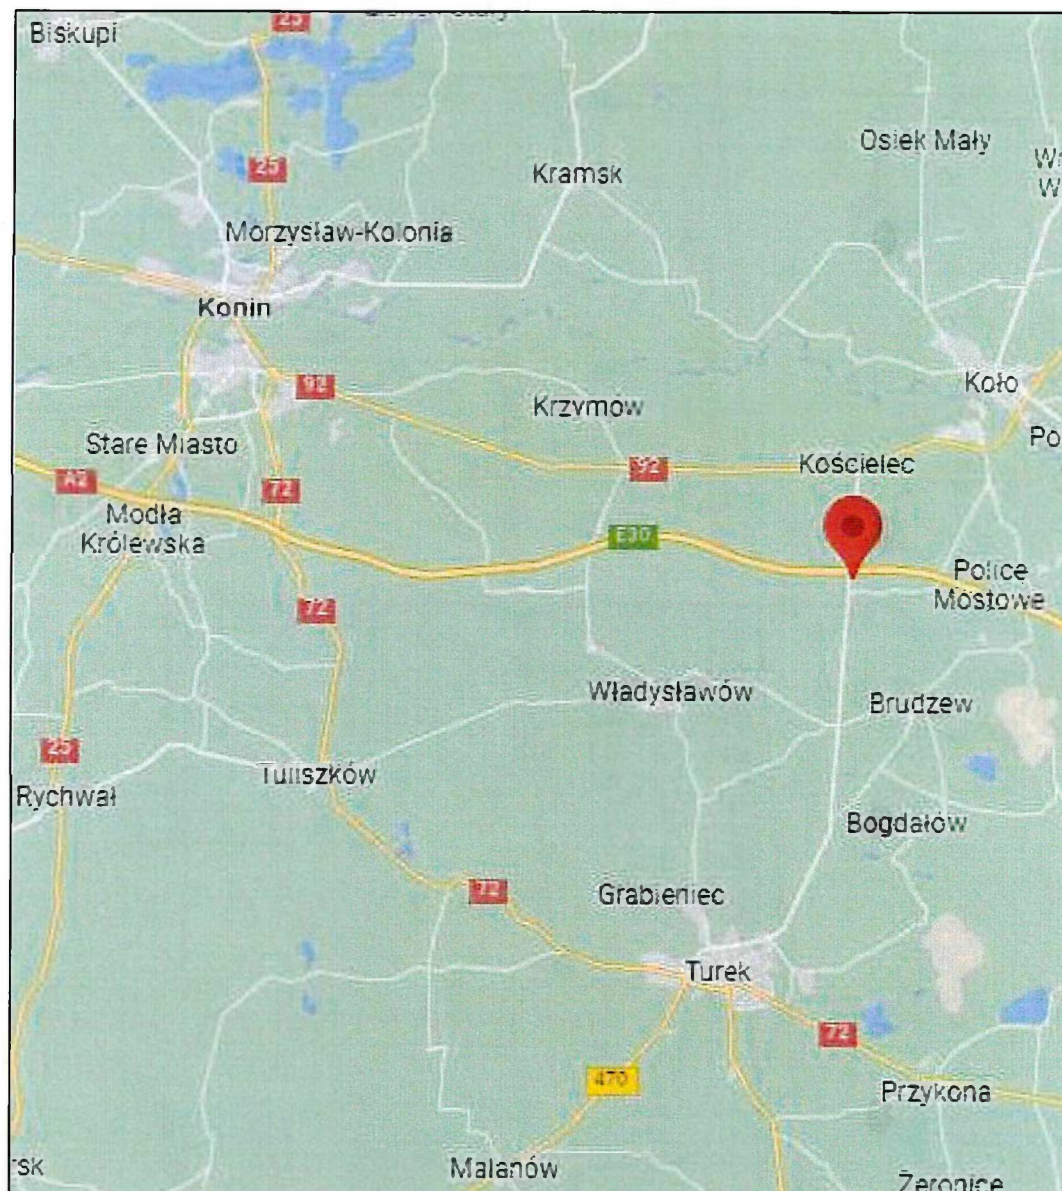 Biskupi
25
Osiek Mały
Kramsk
25
Morzysław-Kolonia
Konin
Koło
92
Krzymów
Po
Stare Miasto
92
Kościelec
A2
72
Modła
Królewska
E30
Police
Mostowe
72
Władysławów
Brudzew
25
Tuliszków
Rychwał
Bogdałów
72
Grabieniec
Turek
72
470
Przykona
rsk
Malanów
Żeronice